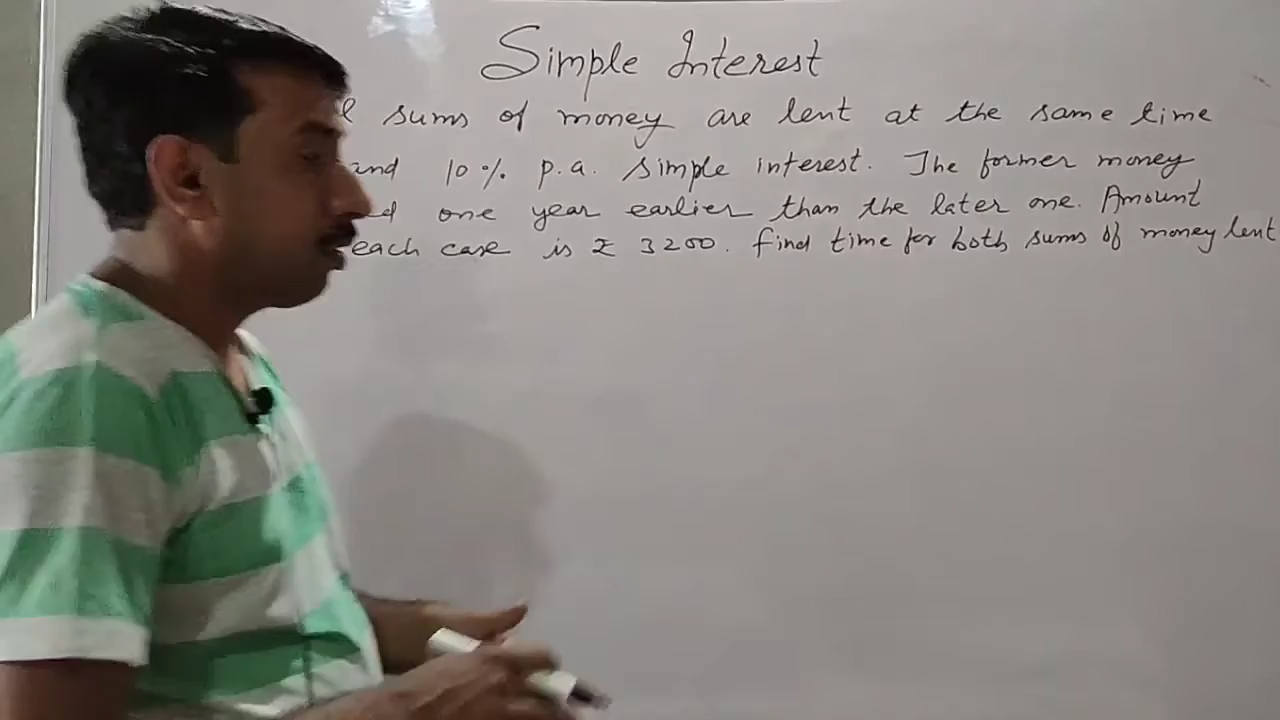 Simple Interest
sums of money are lent at the same time
and 10% p.a. simple interest. The former money
one year earlier than the later one. Amount
each case is ₹ 3200. find time for both sums of money lent